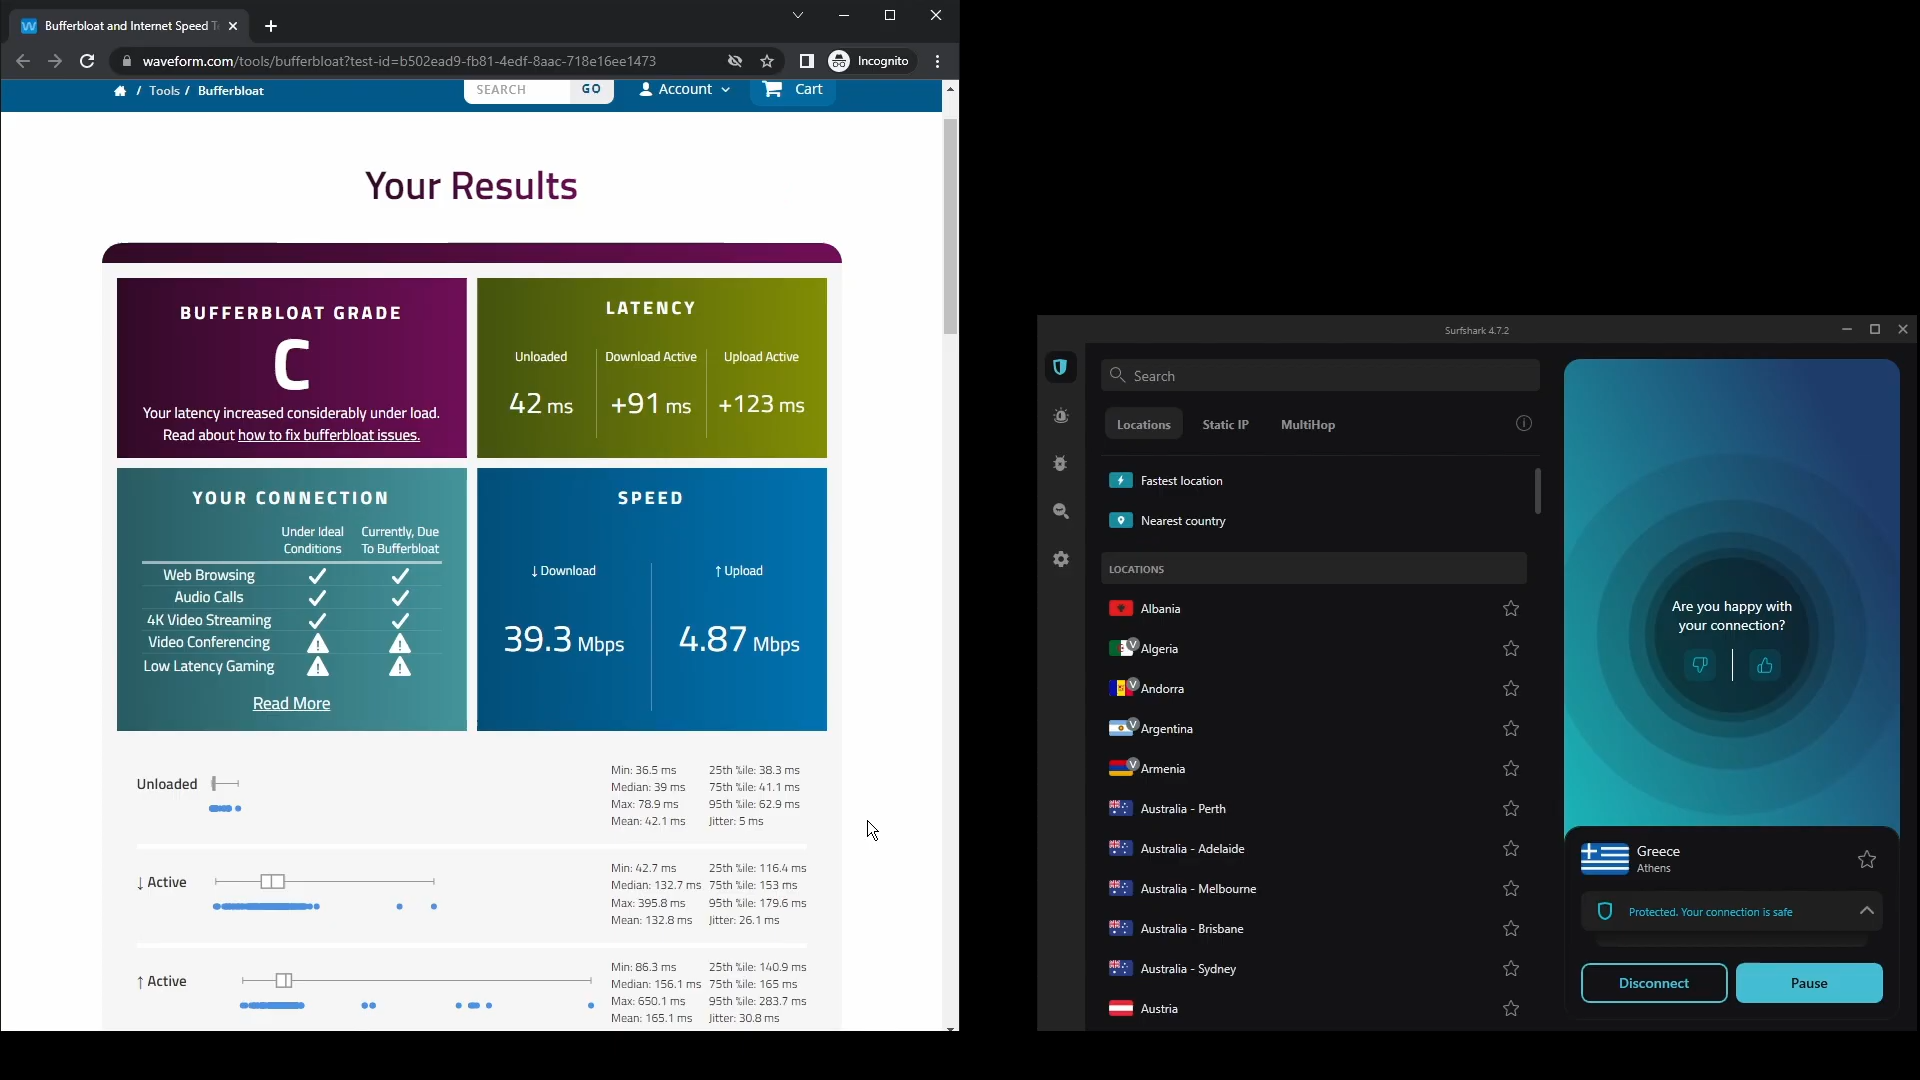 Bufferbloat and Internet Speed T
waveform.com/tools/bufferbloat?test-id=b502ead9-fb81-4edf-8aac-718e16ee1473
Incognito
/ Tools / Bufferbloat
SEARCH
GO
Account
Cart
Your Results
BUFFERBLOAT GRADE
C
Your latency increased considerably under load.
Read about how to fix bufferbloat issues.
LATENCY
Unloaded
Download Active
Upload Active
42 ms
+91 ms
+123 ms
YOUR CONNECTION
Under Ideal
Conditions
Currently, Due
To Bufferbloat
Web Browsing
Audio Calls
4K Video Streaming
Video Conferencing
Low Latency Gaming
Read More
SPEED
↓ Download
↑ Upload
39.3 Mbps
4.87 Mbps
Unloaded
Min: 36.5 ms
25th %ile: 38.3 ms
Median: 39 ms
75th %ile: 41.1 ms
Max: 78.9 ms
95th %ile: 62.9 ms
Mean: 42.1 ms
Jitter: 5 ms
↓ Active
Min: 42.7 ms
25th %ile: 116.4 ms
Median: 132.7 ms
75th %ile: 153 ms
Max: 395.8 ms
95th %ile: 179.6 ms
Mean: 132.8 ms
Jitter: 26.1 ms
↑ Active
Min: 86.3 ms
25th %ile: 140.9 ms
Median: 156.1 ms
75th %ile: 165 ms
Max: 650.1 ms
95th %ile: 283.7 ms
Mean: 165.1 ms
Jitter: 30.8 ms
Surfshark 4.7.2
Search
Locations
Static IP
MultiHop
Fastest location
Nearest country
LOCATIONS
Albania
V
Algeria
V
Andorra
V
Argentina
V
Armenia
Australia - Perth
Australia - Adelaide
Australia - Melbourne
Australia - Brisbane
Australia - Sydney
Austria
Are you happy with
your connection?
Greece
Athens
Protected. Your connection is safe
Disconnect
Pause